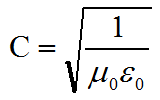 C = √(1/(μ₀ε₀))